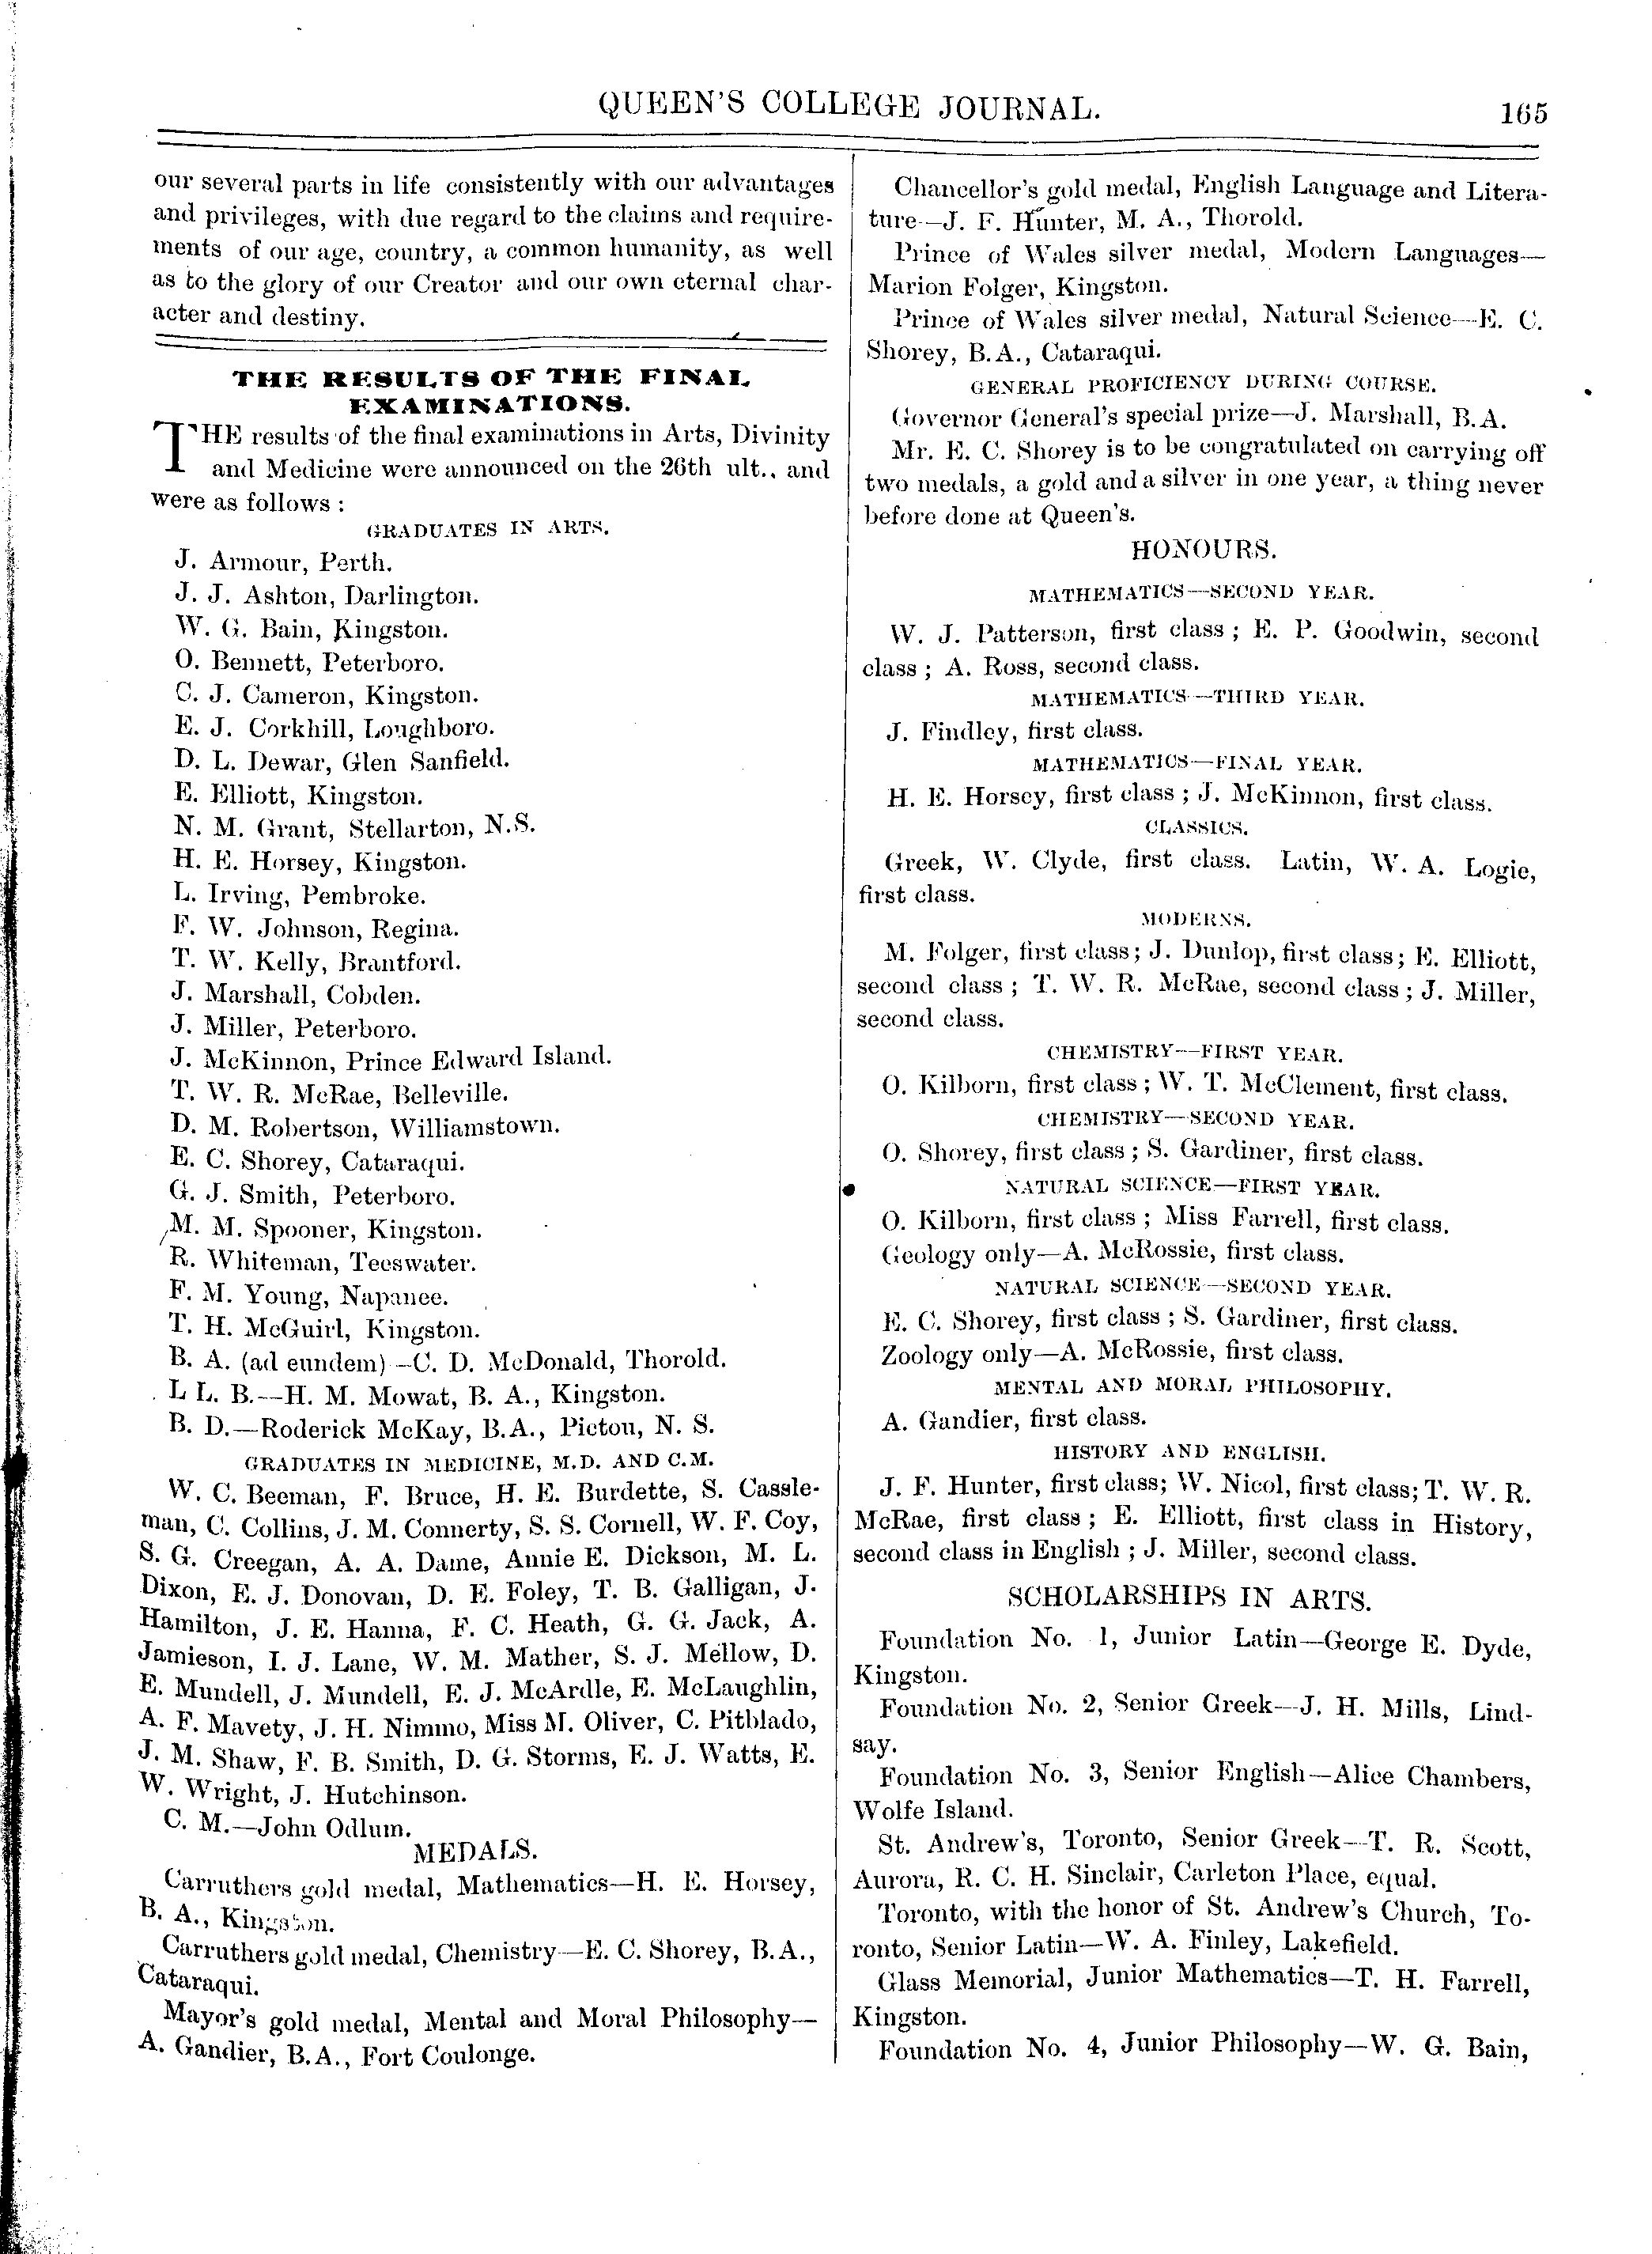 QUEEN'S COLLEGE JOURNAL. 165
our several parts in life consistently with our advantages
and privileges, with due regard to the claims and require-
ments of our age, country, a common humanity, as well
as to the glory of our Creator and our own eternal char-
acter and destiny.
THE RESULTS OF THE FINAL
EXAMINATIONS.
THE results of the final examinations in Arts, Divinity
and Medicine were announced on the 26th ult., and
were as follows :
GRADUATES IN ARTS.
J. Armour, Perth.
J. J. Ashton, Darlington.
W. G. Bain, Kingston.
O. Bennett, Peterboro.
C. J. Cameron, Kingston.
E. J. Corkhill, Loughboro.
D. L. Dewar, Glen Sanfield.
E. Elliott, Kingston.
N. M. Grant, Stellarton, N.S.
H. E. Horsey, Kingston.
L. Irving, Pembroke.
F. W. Johnson, Regina.
T. W. Kelly, Brantford.
J. Marshall, Cobden.
J. Miller, Peterboro.
J. McKinnon, Prince Edward Island.
T. W. R. McRae, Belleville.
D. M. Robertson, Williamstown.
E. C. Shorey, Cataraqui.
G. J. Smith, Peterboro.
M. M. Spooner, Kingston.
R. Whiteman, Teeswater.
F. M. Young, Napanee.
T. H. McGuirl, Kingston.
B. A. (ad eundem)—C. D. McDonald, Thorold.
L L. B.—H. M. Mowat, B. A., Kingston.
B. D.—Roderick McKay, B.A., Pictou, N. S.
GRADUATES IN MEDICINE, M.D. AND C.M.
W. C. Beeman, F. Bruce, H. E. Burdette, S. Cassle-
man, C. Collins, J. M. Connerty, S. S. Cornell, W. F. Coy,
S. G. Creegan, A. A. Dame, Annie E. Dickson, M. L.
Dixon, E. J. Donovan, D. E. Foley, T. B. Galligan, J.
Hamilton, J. E. Hanna, F. C. Heath, G. G. Jack, A.
Jamieson, I. J. Lane, W. M. Mather, S. J. Mellow, D.
E. Mundell, J. Mundell, E. J. McArdle, E. McLaughlin,
A. F. Mavety, J. H. Nimmo, Miss M. Oliver, C. Pitblado,
J. M. Shaw, F. B. Smith, D. G. Storms, E. J. Watts, E.
W. Wright, J. Hutchinson.
C. M.—John Odlum.
MEDALS.
Carruthers gold medal, Mathematics—H. E. Horsey,
B. A., Kingston.
Carruthers gold medal, Chemistry—E. C. Shorey, B.A.,
Cataraqui.
Mayor's gold medal, Mental and Moral Philosophy—
A. Gandier, B.A., Fort Coulonge.
Chancellor's gold medal, English Language and Litera-
ture—J. F. Hunter, M. A., Thorold.
Prince of Wales silver medal, Modern Languages—
Marion Folger, Kingston.
Prince of Wales silver medal, Natural Science—E. C.
Shorey, B.A., Cataraqui.
GENERAL PROFICIENCY DURING COURSE.
Governor General's special prize—J. Marshall, B.A.
Mr. E. C. Shorey is to be congratulated on carrying off
two medals, a gold and a silver in one year, a thing never
before done at Queen's.
HONOURS.
MATHEMATICS—SECOND YEAR.
W. J. Patterson, first class ; E. P. Goodwin, second
class ; A. Ross, second class.
MATHEMATICS—THIRD YEAR.
J. Findley, first class.
MATHEMATICS—FINAL YEAR.
H. E. Horsey, first class ; J. McKinnon, first class.
CLASSICS.
Greek, W. Clyde, first class. Latin, W. A. Logie,
first class.
MODERNS.
M. Folger, first class; J. Dunlop, first class; E. Elliott,
second class ; T. W. R. McRae, second class ; J. Miller,
second class.
CHEMISTRY—FIRST YEAR.
O. Kilborn, first class ; W. T. McClement, first class.
CHEMISTRY—SECOND YEAR.
O. Shorey, first class ; S. Gardiner, first class.
NATURAL SCIENCE—FIRST YEAR.
O. Kilborn, first class ; Miss Farrell, first class.
Geology only—A. McRossie, first class.
NATURAL SCIENCE—SECOND YEAR.
E. C. Shorey, first class ; S. Gardiner, first class.
Zoology only—A. McRossie, first class.
MENTAL AND MORAL PHILOSOPHY.
A. Gandier, first class.
HISTORY AND ENGLISH.
J. F. Hunter, first class; W. Nicol, first class; T. W. R.
McRae, first class ; E. Elliott, first class in History,
second class in English ; J. Miller, second class.
SCHOLARSHIPS IN ARTS.
Foundation No. 1, Junior Latin—George E. Dyde,
Kingston.
Foundation No. 2, Senior Greek—J. H. Mills, Lind-
say.
Foundation No. 3, Senior English—Alice Chambers,
Wolfe Island.
St. Andrew's, Toronto, Senior Greek—T. R. Scott,
Aurora, R. C. H. Sinclair, Carleton Place, equal.
Toronto, with the honor of St. Andrew's Church, To-
ronto, Senior Latin—W. A. Finley, Lakefield.
Glass Memorial, Junior Mathematics—T. H. Farrell,
Kingston.
Foundation No. 4, Junior Philosophy—W. G. Bain,